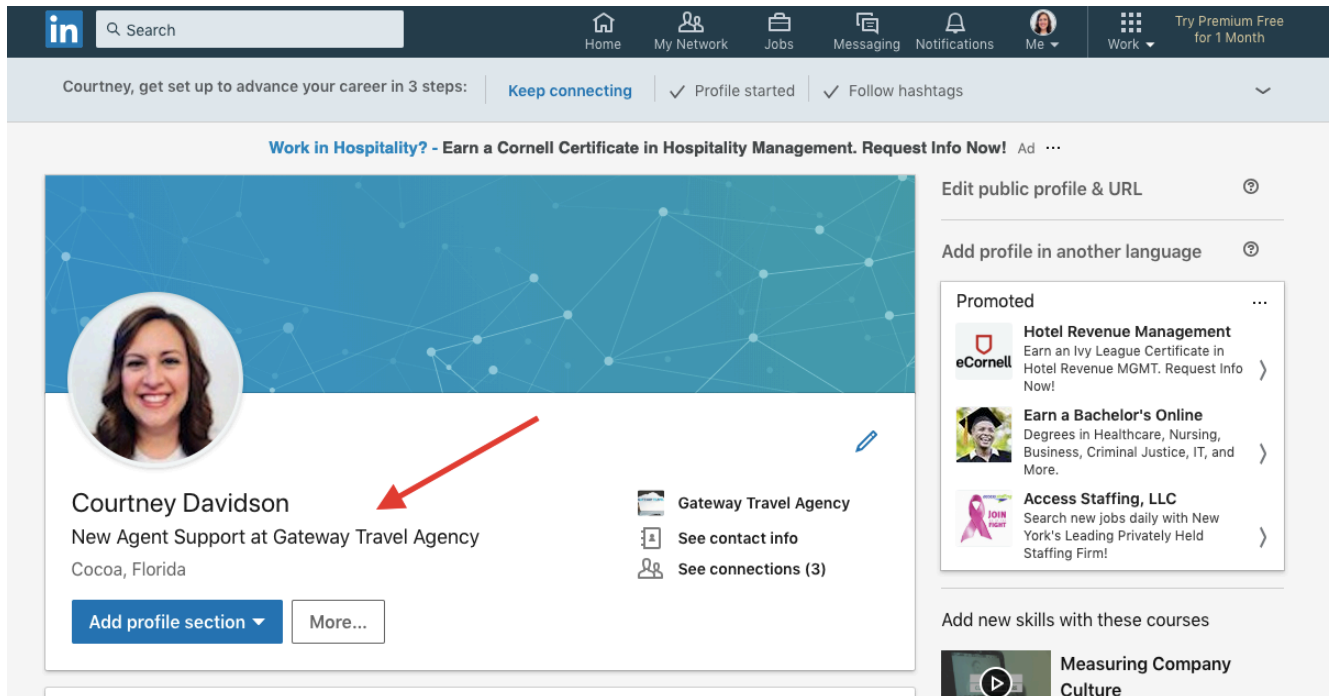 in
Search
Home
My Network
Jobs
Messaging
Notifications
Me
Work
Try Premium Free
for 1 Month
Courtney, get set up to advance your career in 3 steps:
Keep connecting
Profile started
Follow hashtags
Work in Hospitality? - Earn a Cornell Certificate in Hospitality Management. Request Info Now! Ad ...
Edit public profile & URL
Add profile in another language
Promoted
...
eCornell
Hotel Revenue Management
Earn an Ivy League Certificate in
Hotel Revenue MGMT. Request Info
Now!
Earn a Bachelor's Online
Degrees in Healthcare, Nursing,
Business, Criminal Justice, IT, and
More.
JOIN
FIGHT
Access Staffing, LLC
Search new jobs daily with New
York's Leading Privately Held
Staffing Firm!
Courtney Davidson
New Agent Support at Gateway Travel Agency
Cocoa, Florida
Gateway Travel Agency
See contact info
See connections (3)
Add profile section
More...
Add new skills with these courses
Measuring Company
Culture